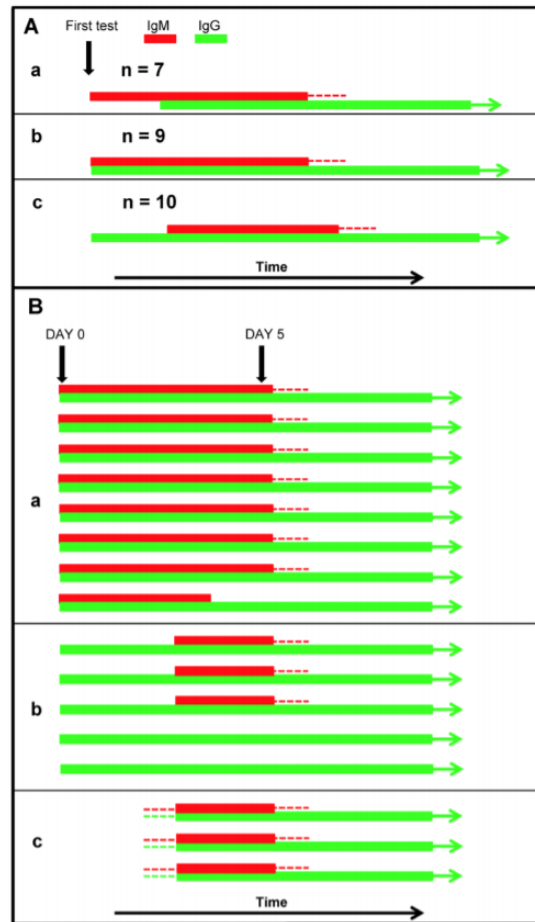 A
First test IgM IgG
a n = 7
b n = 9
c n = 10
Time
B
DAY 0 DAY 5
a
b
c
Time